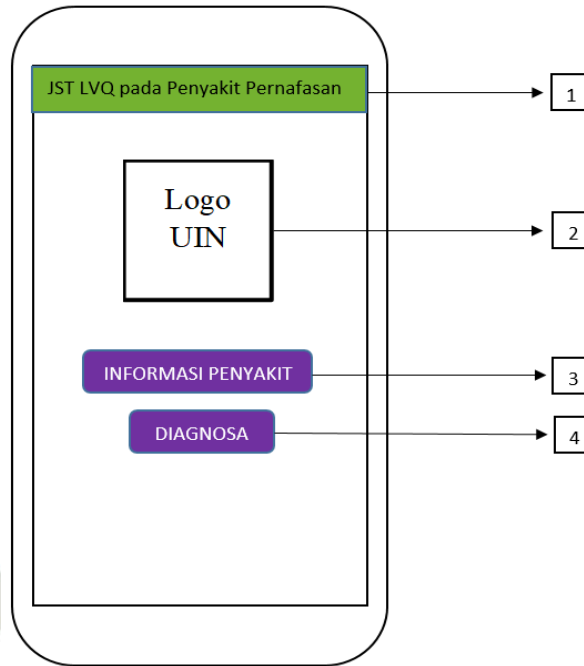 JST LVQ pada Penyakit Pernafasan
1
Logo
UIN
2
INFORMASI PENYAKIT
3
DIAGNOSA
4